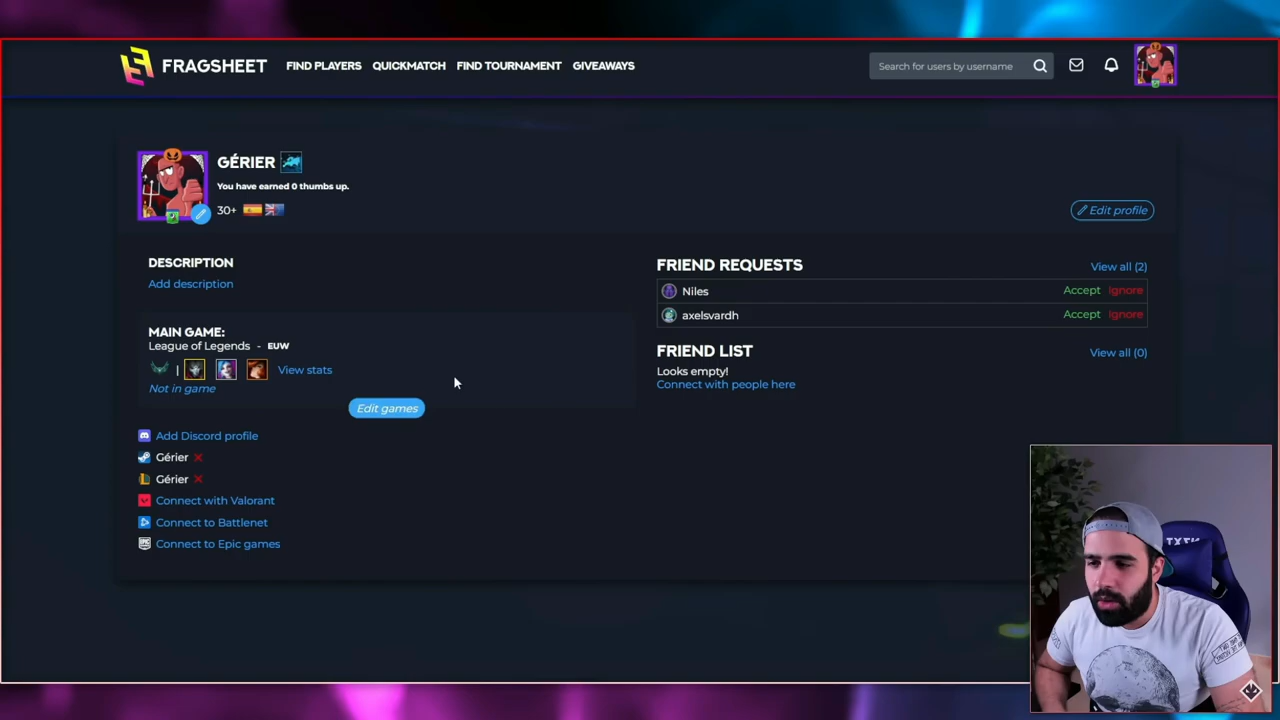 FRAGSHEET
FIND PLAYERS QUICKMATCH FIND TOURNAMENT GIVEAWAYS
Search for users by username
GÉRIER
You have earned 0 thumbs up.
30+
Edit profile
DESCRIPTION
Add description
MAIN GAME:
League of Legends - EUW
| View stats
Not in game
Edit games
Add Discord profile
Gérier
Gérier
Connect with Valorant
Connect to Battlenet
Connect to Epic games
FRIEND REQUESTS View all (2)
Niles Accept Ignore
axelsvardh Accept Ignore
FRIEND LIST View all (0)
Looks empty!
Connect with people here